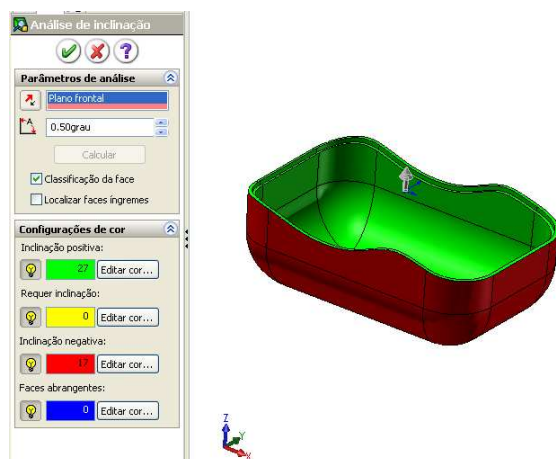 Análise de inclinação
Parâmetros de análise
Plano frontal
A
0.50grau
Calcular
Classificação da face
Localizar faces íngremes
Configurações de cor
Inclinação positiva:
27 Editar cor...
Requer inclinação:
0 Editar cor...
Inclinação negativa:
17 Editar cor...
Faces abrangentes:
0 Editar cor...
Z
Y
X